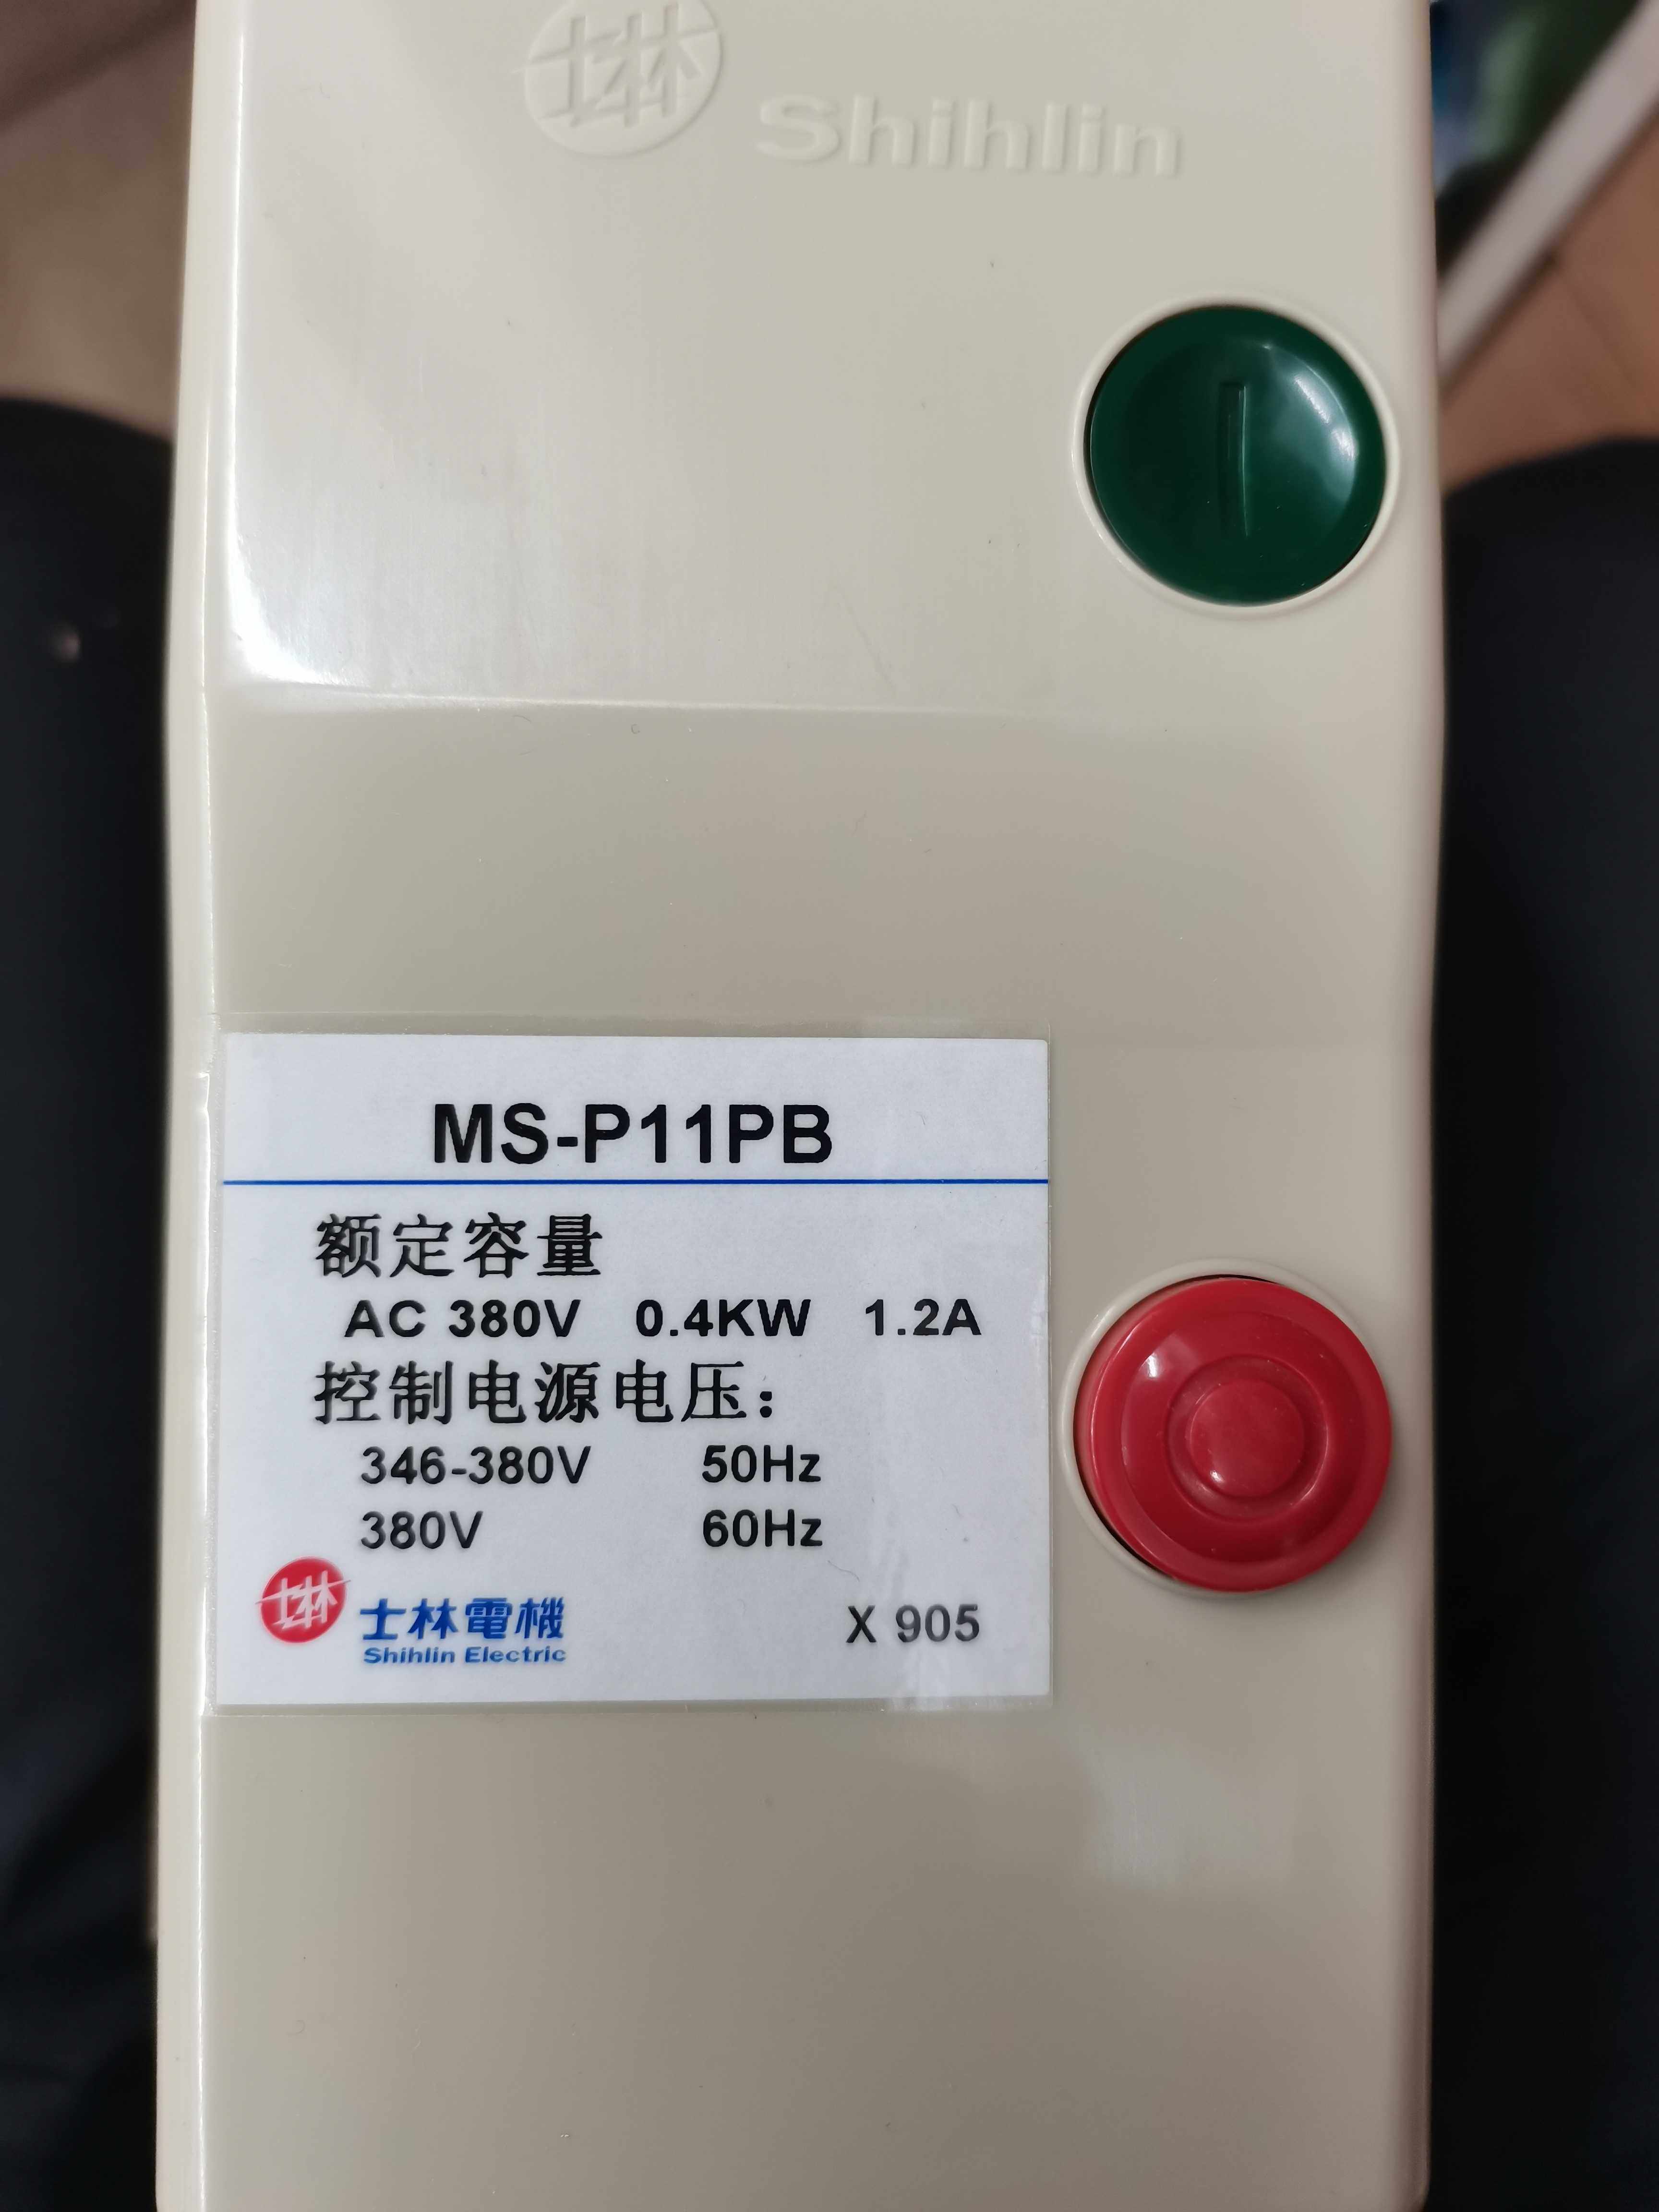 士林 Shihlin
MS-P11PB
额定容量
AC 380V 0.4KW 1.2A
控制电源电压：
346-380V 50Hz
380V 60Hz
士林 士林電機
Shihlin Electric
X 905